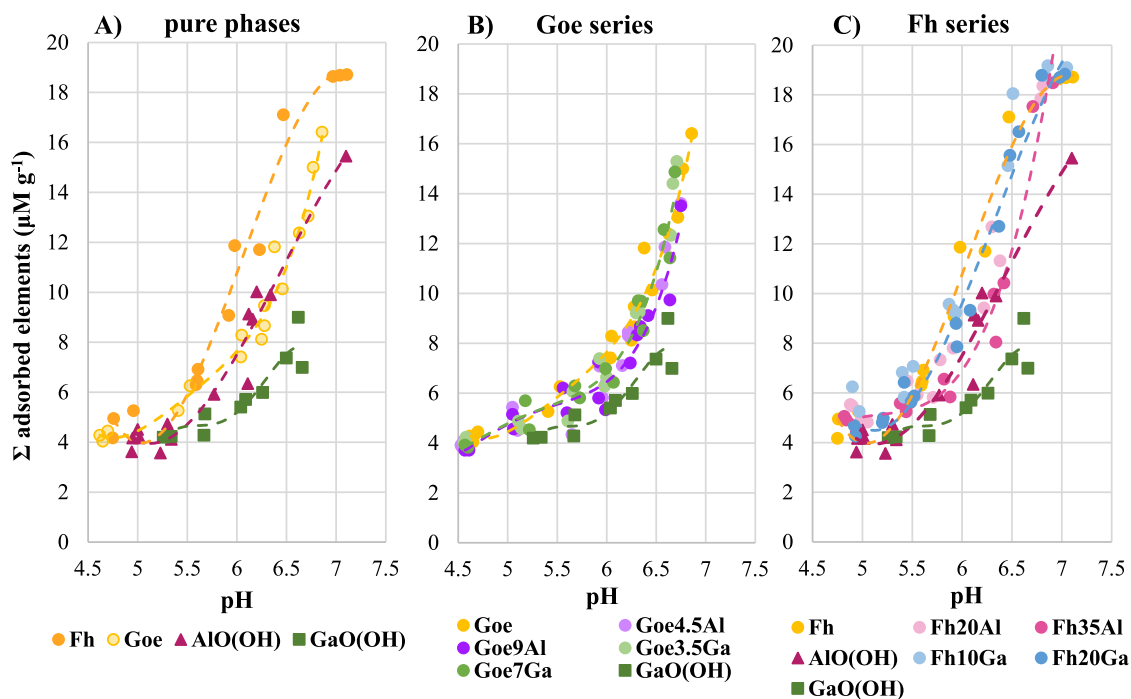 A) pure phases
B) Goe series
C) Fh series
Σ adsorbed elements (μM g⁻¹)
20
18
16
14
12
10
8
6
4
2
0
4.5 5 5.5 6 6.5 7 7.5
pH
Fh Goe AlO(OH) GaO(OH)
20
18
16
14
12
10
8
6
4
2
0
4.5 5 5.5 6 6.5 7 7.5
pH
Goe Goe4.5Al
Goe9Al Goe3.5Ga
Goe7Ga GaO(OH)
20
18
16
14
12
10
8
6
4
2
0
4.5 5 5.5 6 6.5 7 7.5
pH
Fh Fh20Al Fh35Al
AlO(OH) Fh10Ga Fh20Ga
GaO(OH)